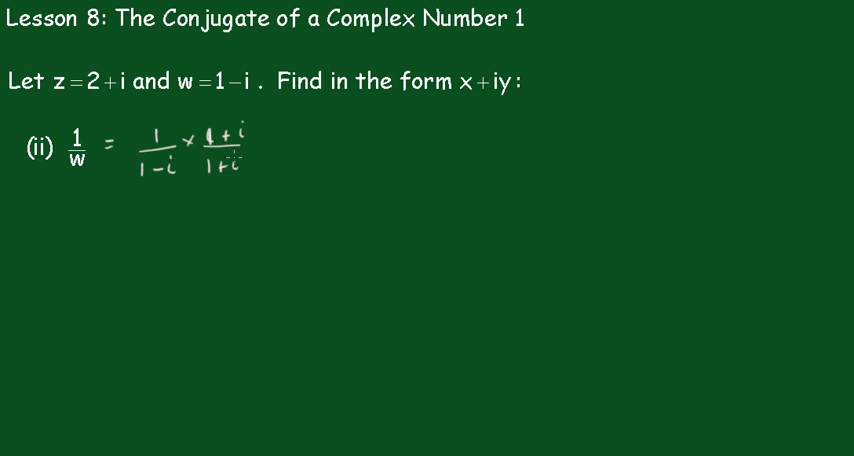 Lesson 8: The Conjugate of a Complex Number 1
Let z=2+i and w=1-i. Find in the form x+iy:
(ii) 1/w = 1/1-i × 1+i/1+i